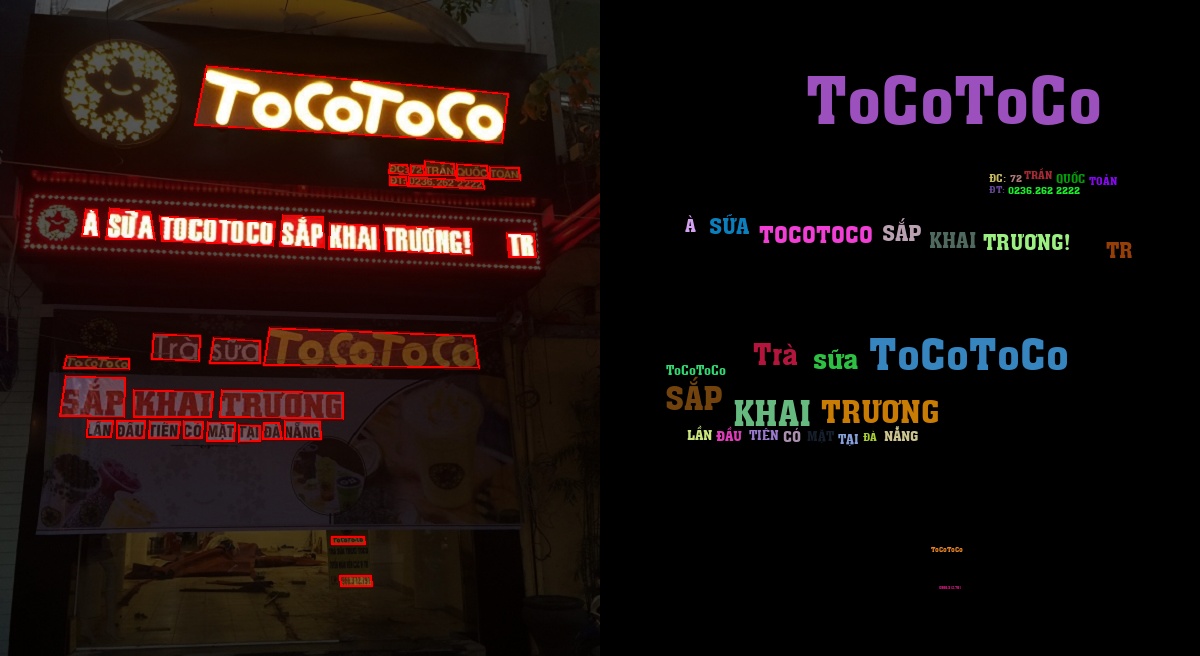 ToCoToCo
ĐC: 72 TRẦN QUỐC TOẢN
ĐT: 0236.262 2222
À SỮA TOCOTOCO SẮP KHAI TRƯƠNG! TR
Trà sữa ToCoToCo
ToCoToCo
SẮP KHAI TRƯƠNG
LẦN ĐẦU TIÊN CÓ MẶT TẠI ĐÀ NẴNG
ToCoToCo